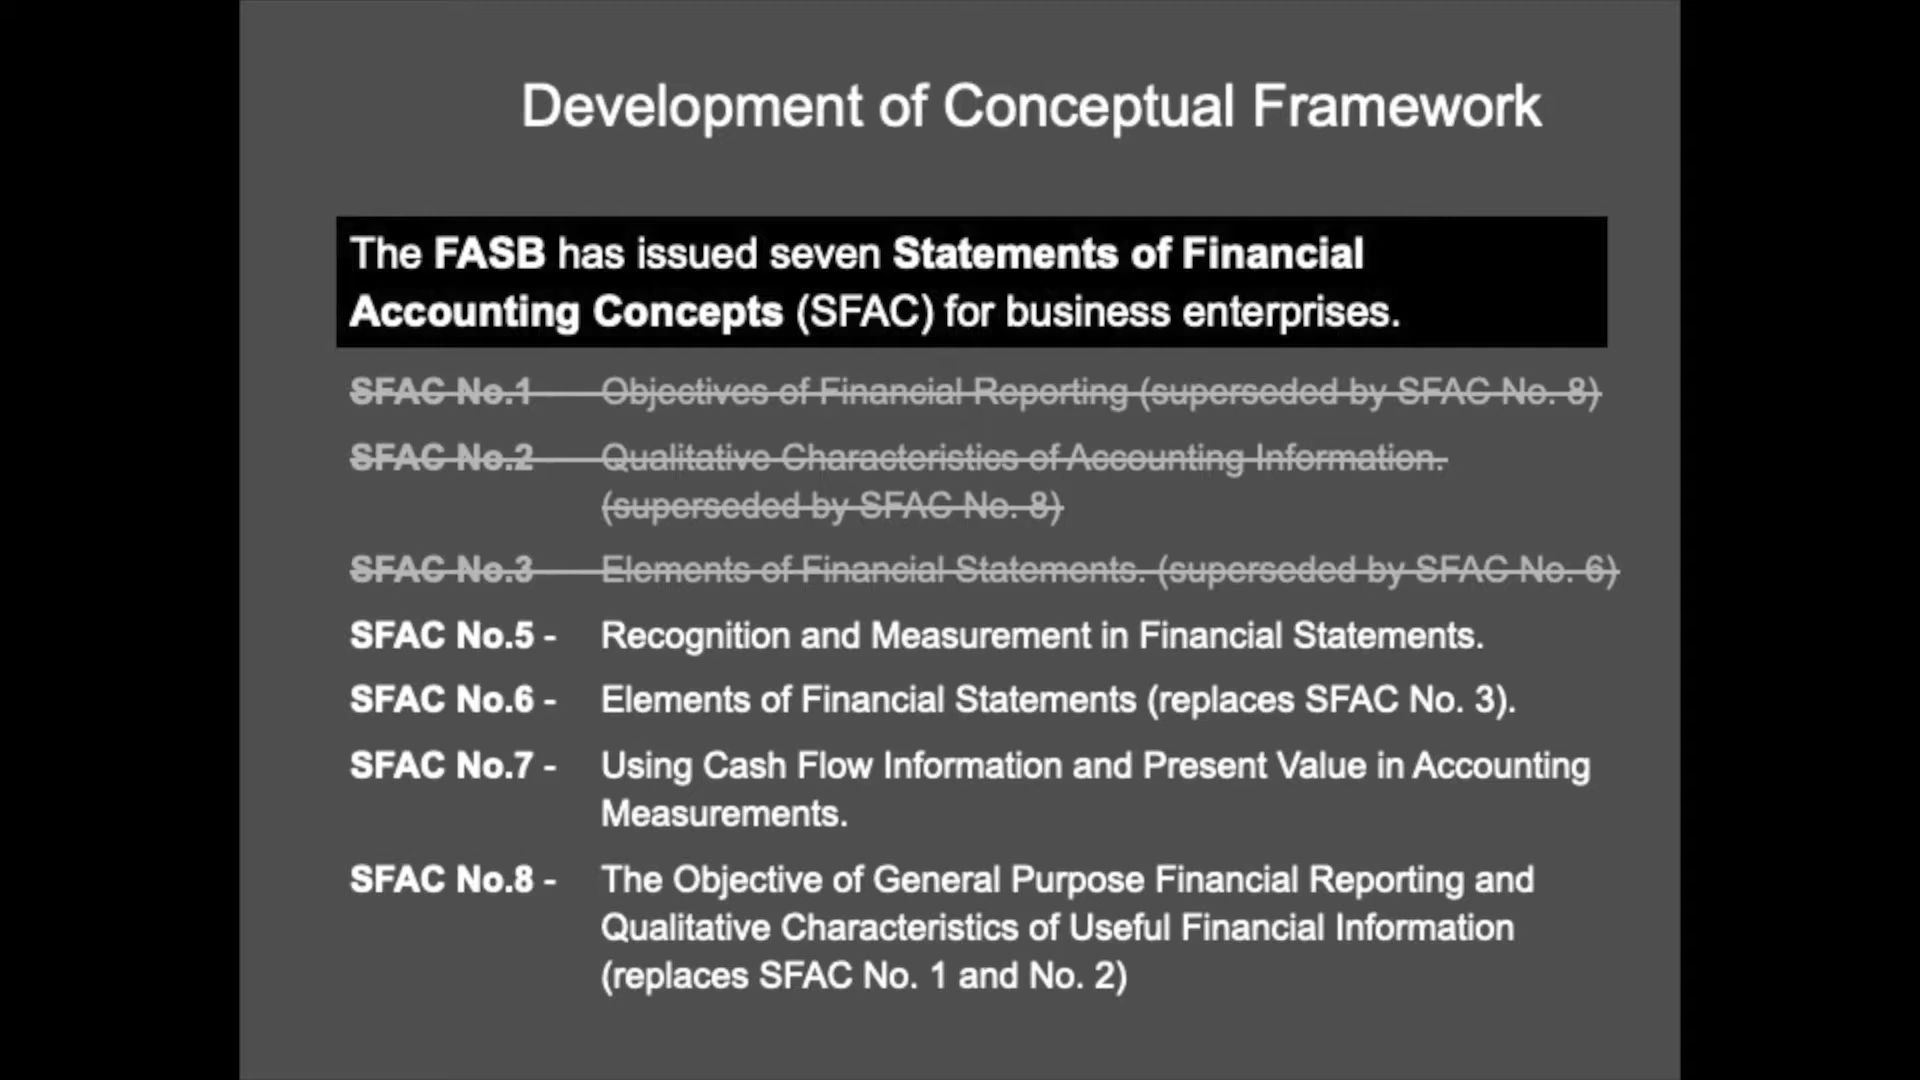 Development of Conceptual Framework
The FASB has issued seven Statements of Financial
Accounting Concepts (SFAC) for business enterprises.
SFAC No.1 Objectives of Financial Reporting (superseded by SFAC No. 8)
SFAC No.2 Qualitative Characteristics of Accounting Information.
(superseded by SFAC No. 8)
SFAC No.3 Elements of Financial Statements. (superseded by SFAC No. 6)
SFAC No.5 - Recognition and Measurement in Financial Statements.
SFAC No.6 - Elements of Financial Statements (replaces SFAC No. 3).
SFAC No.7 - Using Cash Flow Information and Present Value in Accounting
Measurements.
SFAC No.8 - The Objective of General Purpose Financial Reporting and
Qualitative Characteristics of Useful Financial Information
(replaces SFAC No. 1 and No. 2)